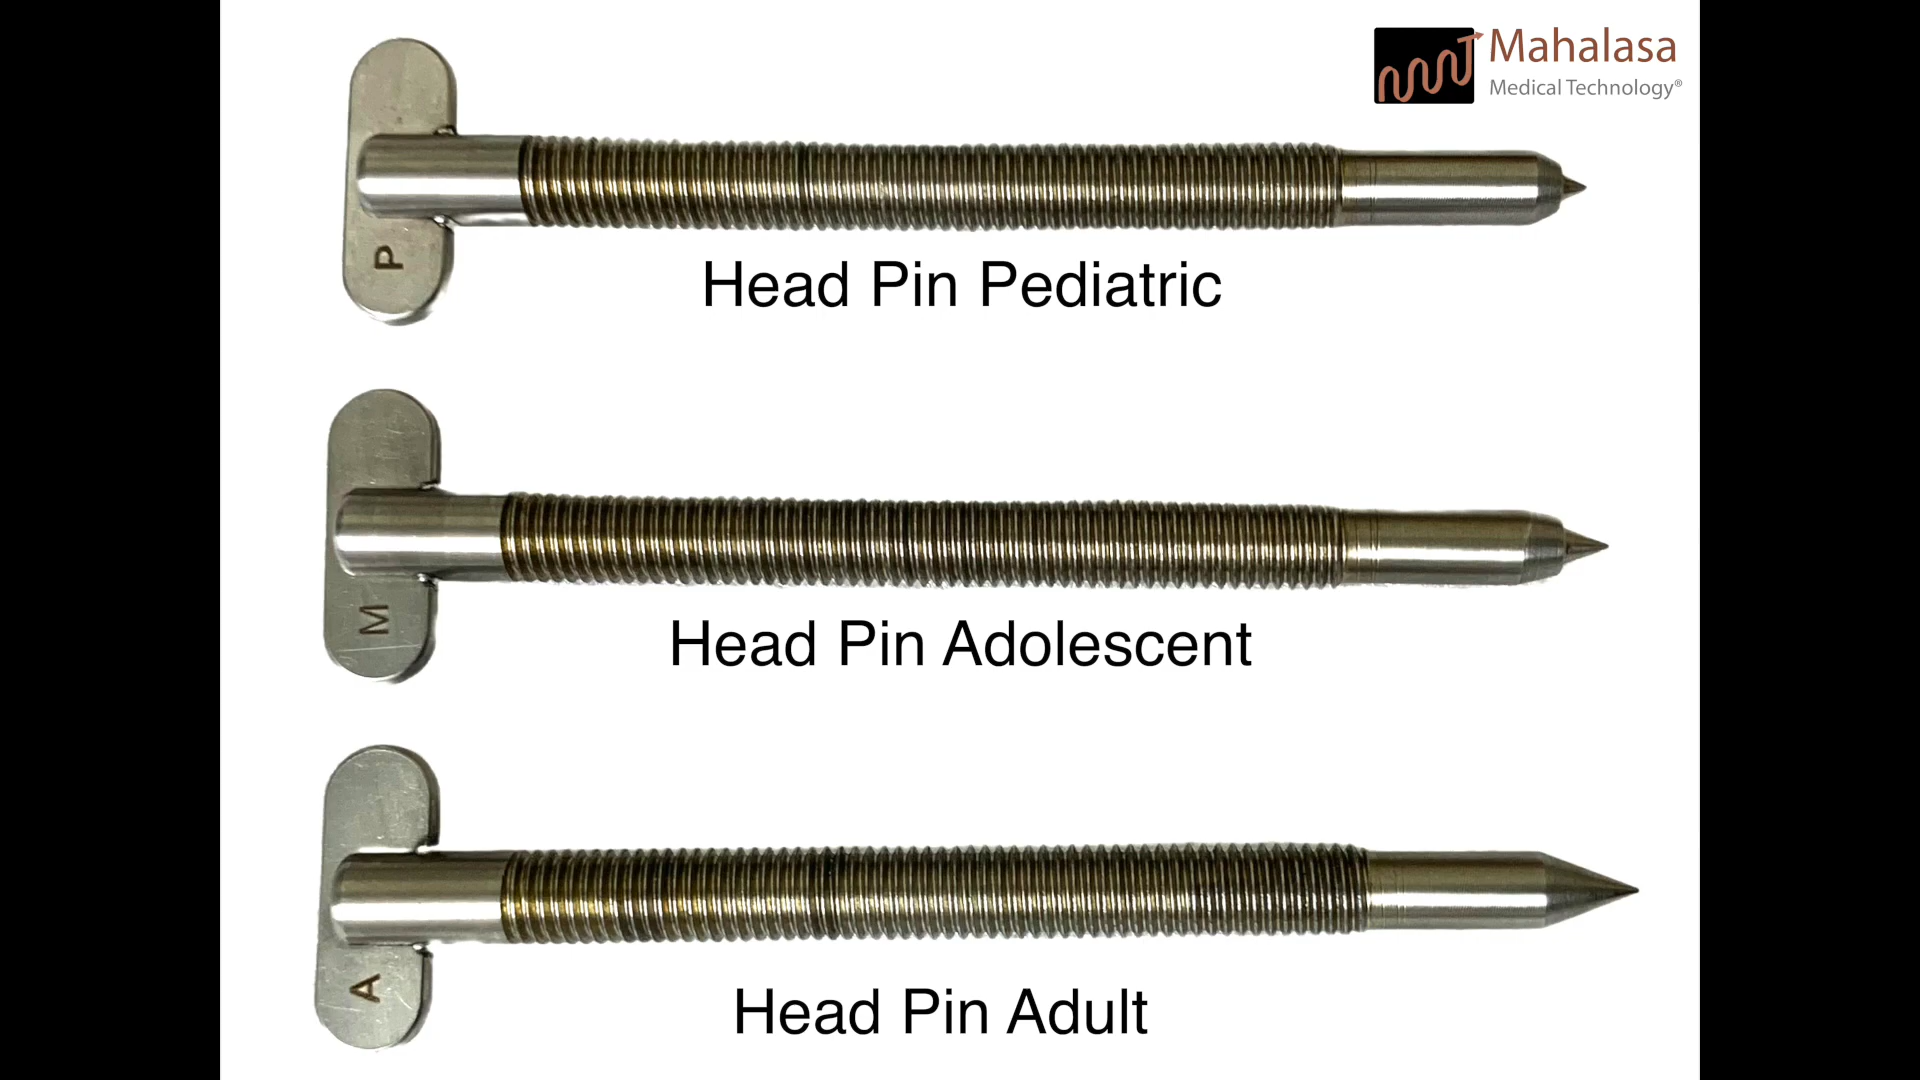 Mahalasa
Medical Technology®
P
Head Pin Pediatric
M
Head Pin Adolescent
A
Head Pin Adult